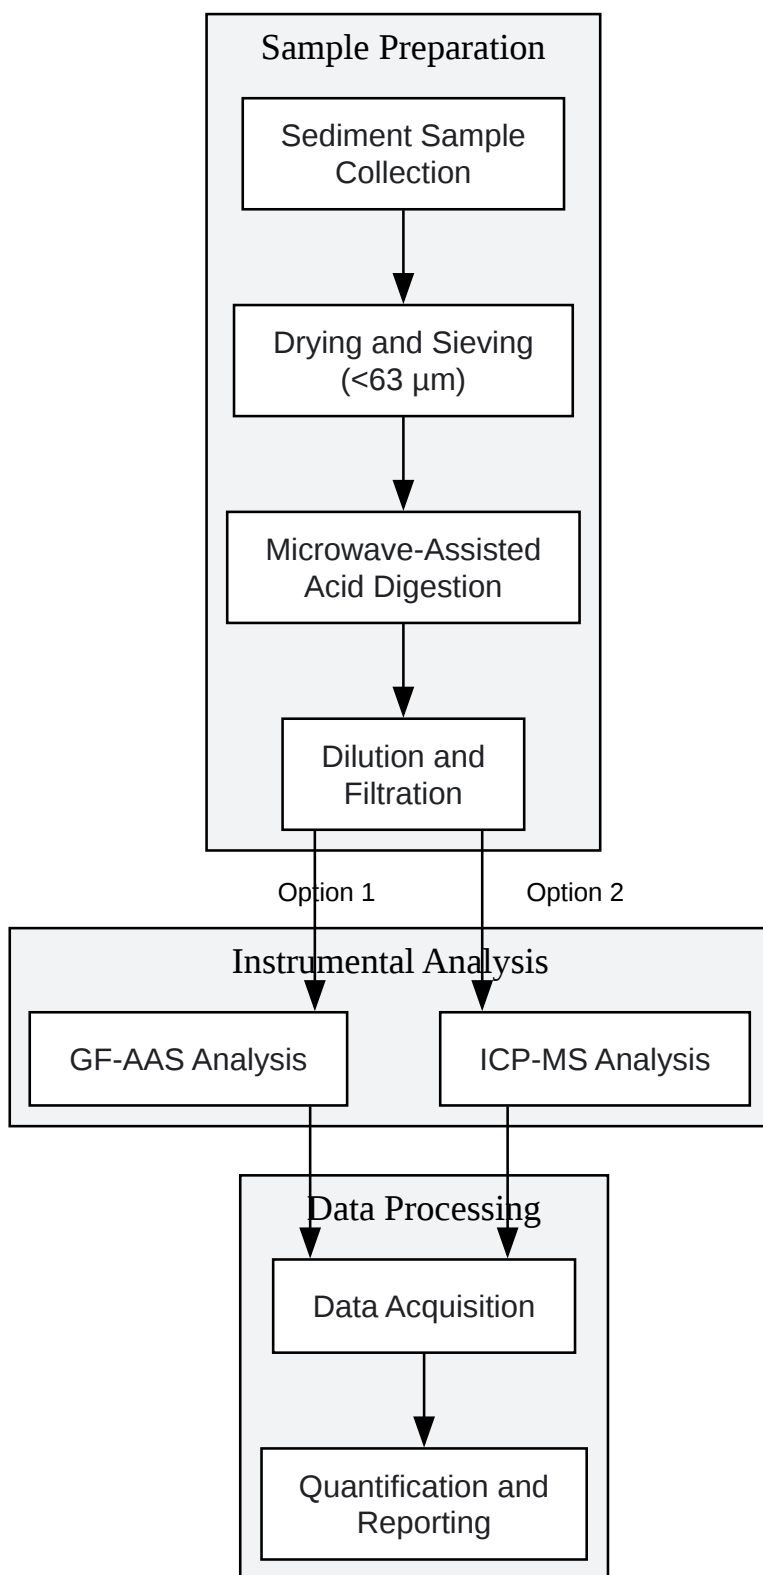 Sample Preparation
Sediment Sample
Collection
Drying and Sieving
(<63 µm)
Microwave-Assisted
Acid Digestion
Dilution and
Filtration
Option 1
Option 2
Instrumental Analysis
GF-AAS Analysis
ICP-MS Analysis
Data Processing
Data Acquisition
Quantification and
Reporting